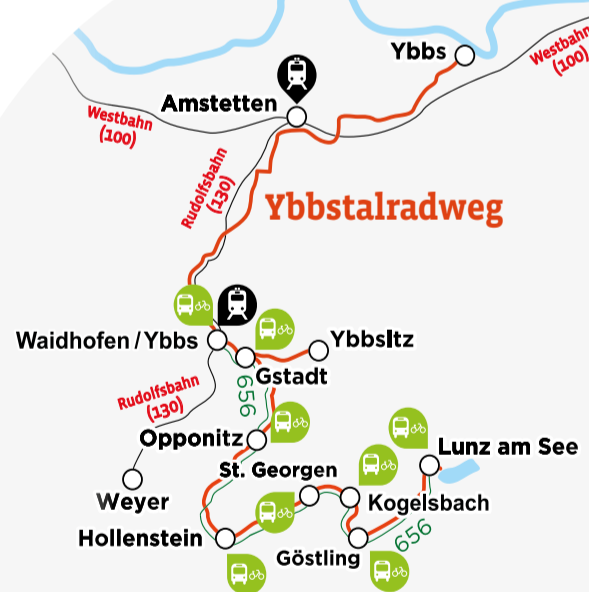 Ybbs
Westbahn
(100)
Amstetten
Westbahn
(100)
Rudolfsbahn
(130)
Ybbstalradweg
Waidhofen/Ybbs
YbbsItz
Gstadt
656
Rudolfsbahn
(130)
Opponitz
Lunz am See
St. Georgen
Weyer
Kogelsbach
Hollenstein
Göstling
656